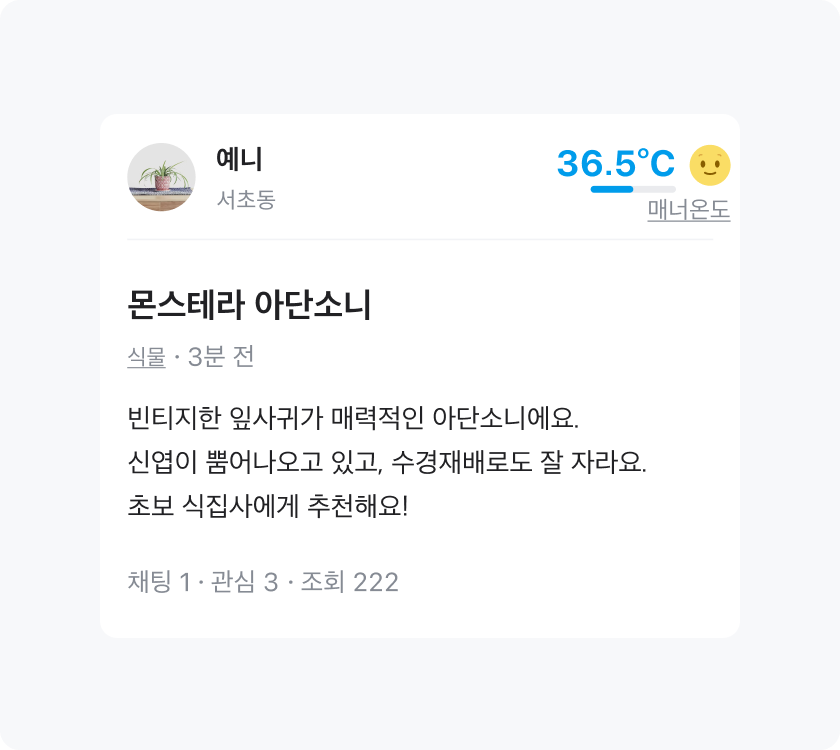 예니
서초동
36.5°C
매너온도
몬스테라 아단소니
식물 · 3분 전
빈티지한 잎사귀가 매력적인 아단소니에요.
신엽이 뿜어나오고 있고, 수경재배로도 잘 자라요.
초보 식집사에게 추천해요!
채팅 1 · 관심 3 · 조회 222